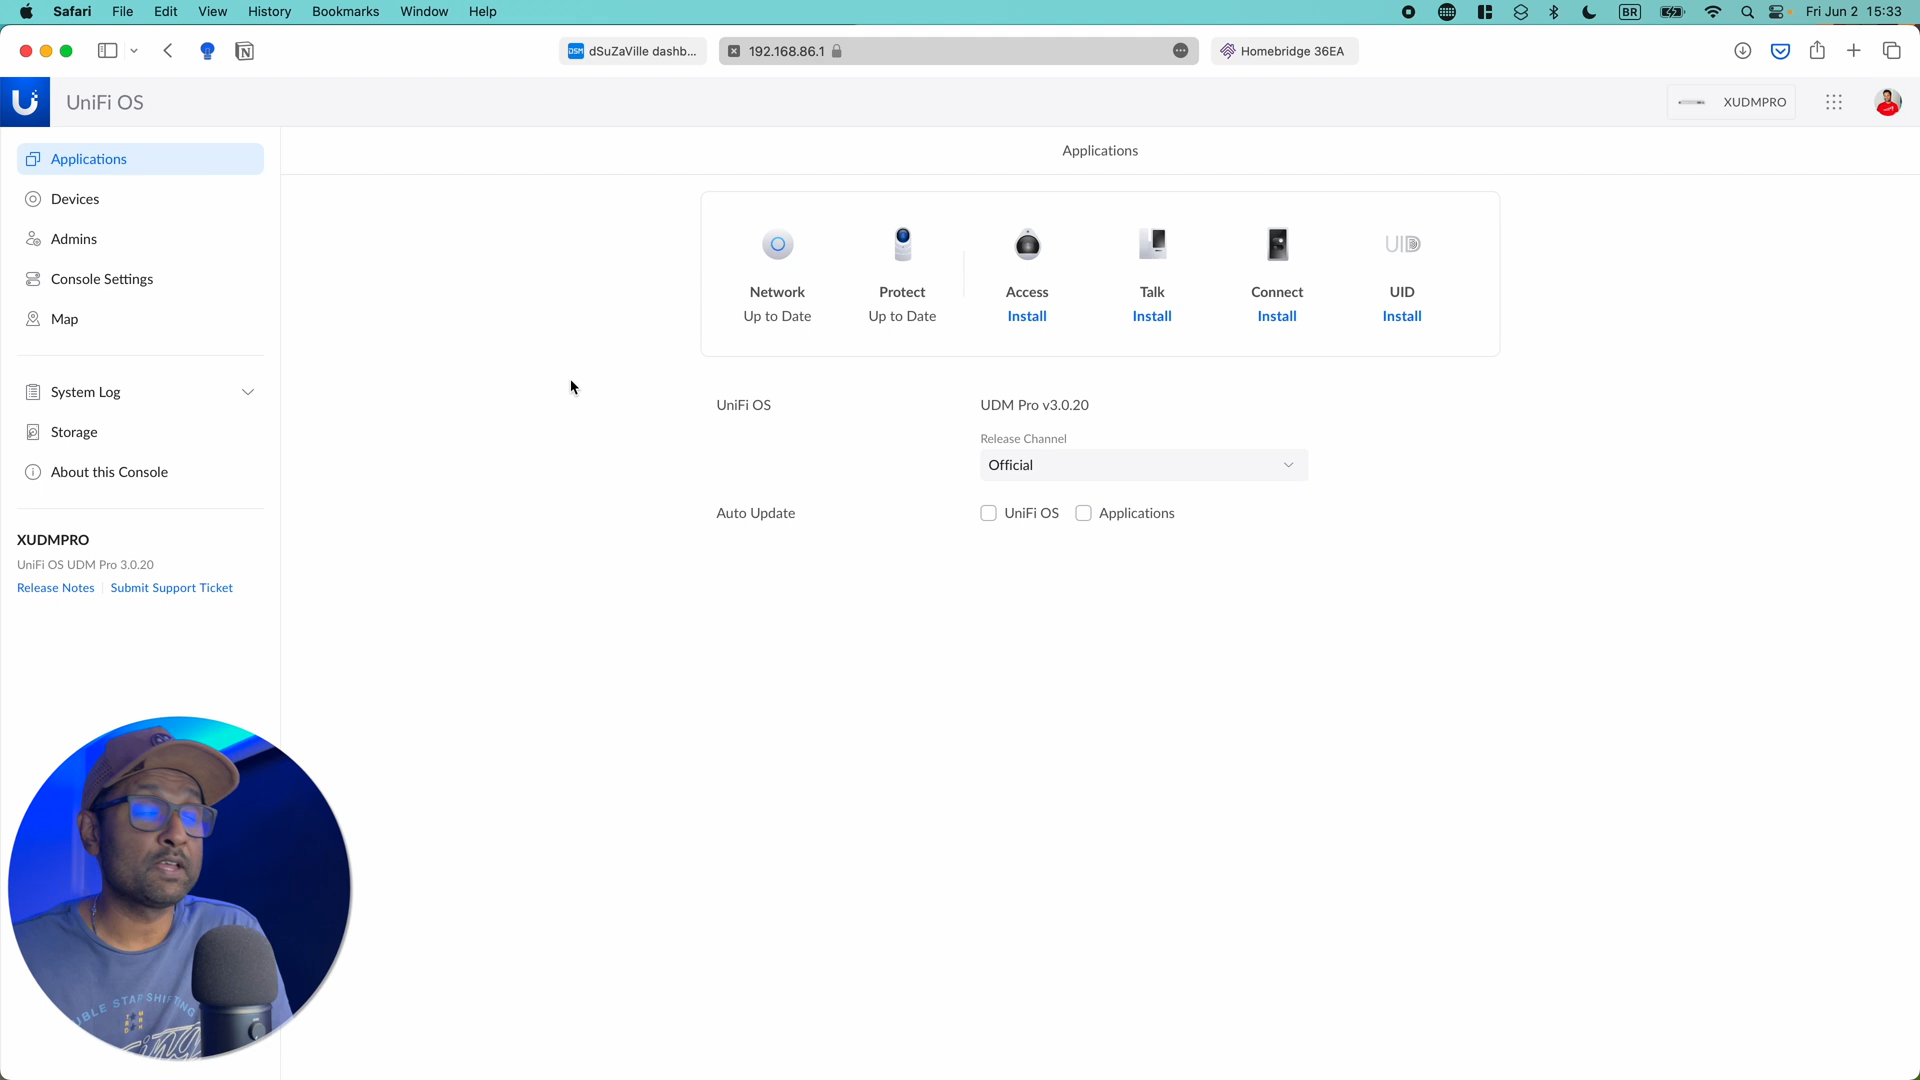 Safari File Edit View History Bookmarks Window Help BR Fri Jun 2 15:33
DSM dSuZaVille dashb... 192.168.86.1 Homebridge 36EA
UniFi OS XUDMPRO
Applications
Devices
Admins
Console Settings
Map
System Log
Storage
About this Console
XUDMPRO
UniFi OS UDM Pro 3.0.20
Release Notes Submit Support Ticket
Applications
Network Protect Access Talk Connect UID
Up to Date Up to Date Install Install Install Install
UniFi OS UDM Pro v3.0.20
Release Channel
Official
Auto Update UniFi OS Applications
STARSHIFTING